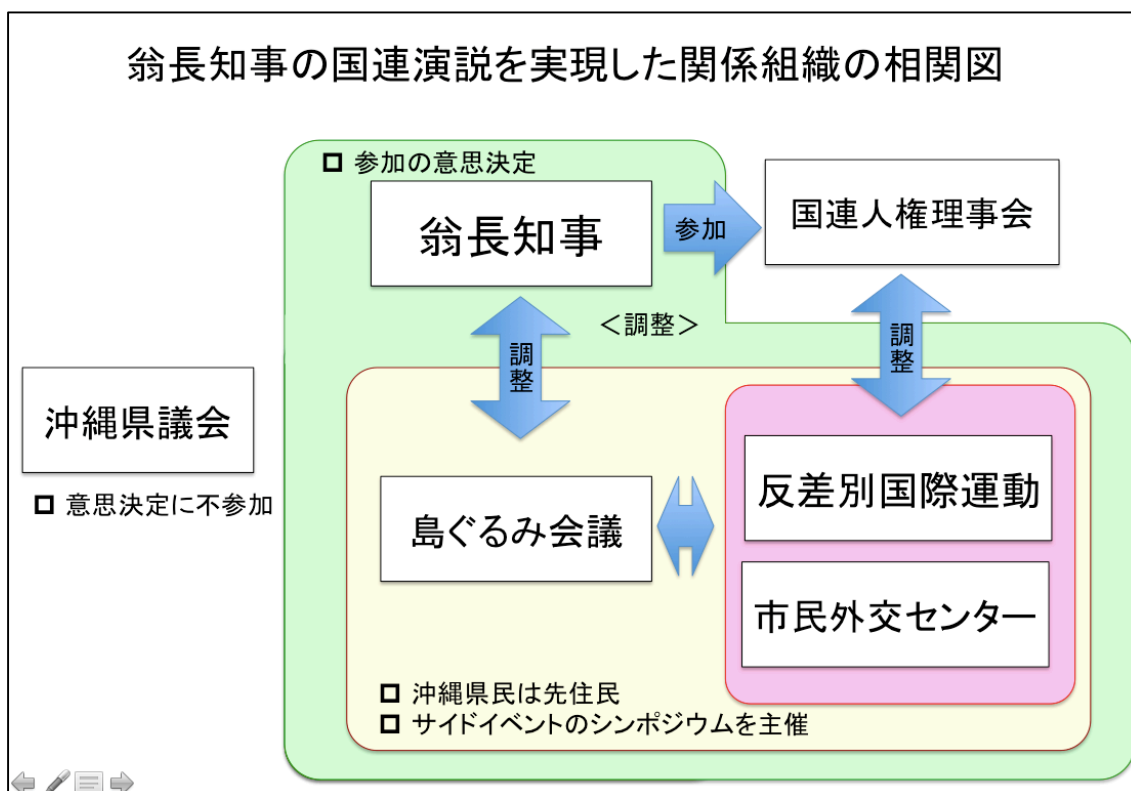 翁長知事の国連演説を実現した関係組織の相関図
参加の意思決定
翁長知事
参加
国連人権理事会
＜調整＞
調整
調整
沖縄県議会
意思決定に不参加
島ぐるみ会議
反差別国際運動
市民外交センター
沖縄県民は先住民
サイドイベントのシンポジウムを主催